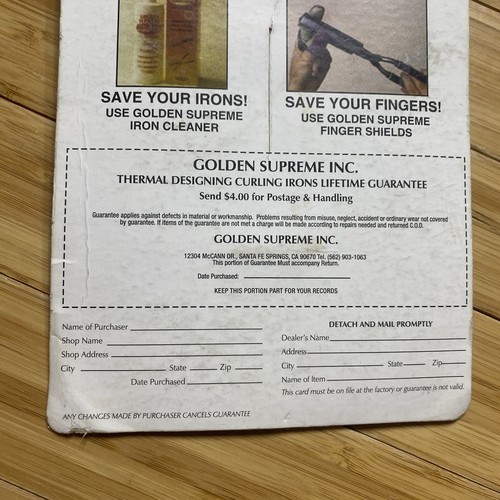 SAVE YOUR IRONS!
USE GOLDEN SUPREME
IRON CLEANER
SAVE YOUR FINGERS!
USE GOLDEN SUPREME
FINGER SHIELDS
GOLDEN SUPREME INC.
THERMAL DESIGNING CURLING IRONS LIFETIME GUARANTEE
Send $4.00 for Postage & Handling
Guarantee applies against defects in material or workmanship. Problems resulting from misuse, neglect, accident or ordinary wear not covered
by guarantee. If items of the guarantee are not met a charge will be made according to repairs needed and returned C.O.D.
GOLDEN SUPREME INC.
12304 McCANN DR., SANTA FE SPRINGS, CA 90670 Tel. (562) 903-1063
This portion of Guarantee Must accompany Return.
Date Purchased:
KEEP THIS PORTION PART FOR YOUR RECORDS
Name of Purchaser
Shop Name
Shop Address
City State Zip
Date Purchased
DETACH AND MAIL PROMPTLY
Dealer's Name
Address
City State Zip
Name of Item
This card must be on file at the factory or guarantee is not valid.
ANY CHANGES MADE BY PURCHASER CANCELS GUARANTEE